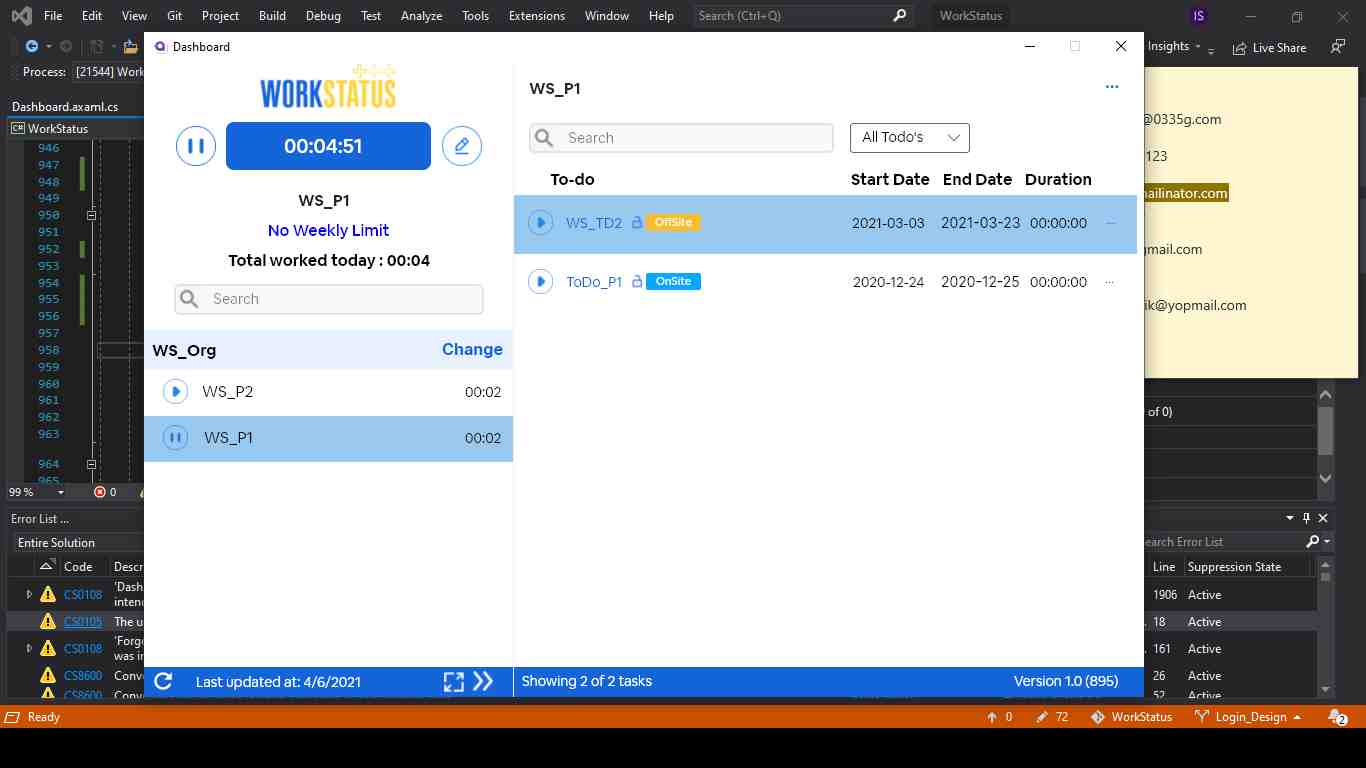 File Edit View Git Project Build Debug Test Analyze Tools Extensions Window Help Search (Ctrl+Q) WorkStatus IS
Dashboard
Insights Live Share
Process: [21544] Work
Dashboard.axaml.cs
C# WorkStatus
946
947
948
949
950
951
952
953
954
955
956
957
958
959
960
961
962
963
964
965
99 % 0
WORKSTATUS
00:04:51
WS_P1
No Weekly Limit
Total worked today : 00:04
Search
WS_Org Change
WS_P2 00:02
WS_P1 00:02
Last updated at: 4/6/2021
WS_P1 ...
Search All Todo's
To-do Start Date End Date Duration
WS_TD2 OffSite 2021-03-03 2021-03-23 00:00:00 ...
ToDo_P1 OnSite 2020-12-24 2020-12-25 00:00:00 ...
Showing 2 of 2 tasks Version 1.0 (895)
@0335g.com
123
ailinator.com
mail.com
ik@yopmail.com
of 0)
Error List ...
Entire Solution earch Error List
Code Descr Line Suppression State
CS0108 'Dash
inten 1906 Active
CS0105 The u 18 Active
CS0108 'Forg
was in 161 Active
CS8600 Conv 26 Active
CS8600 Conv 52 Active
Ready 0 72 WorkStatus Login_Design 2